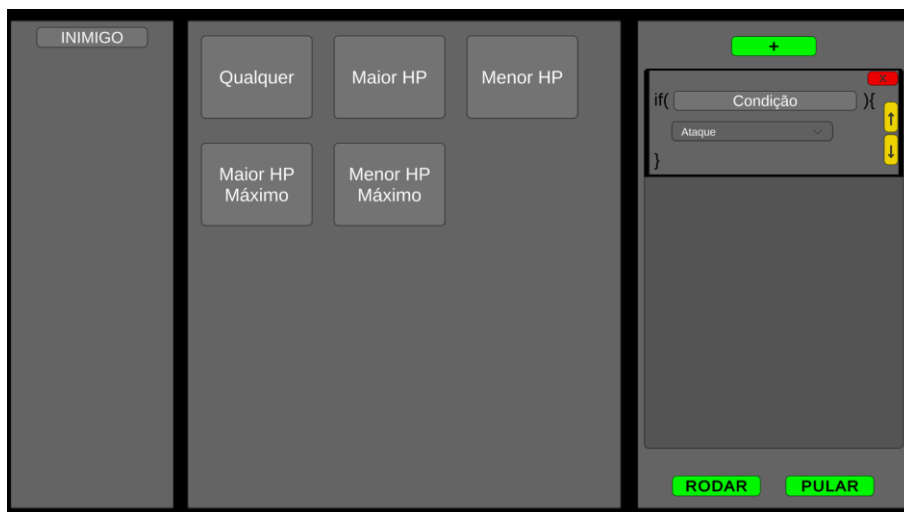 INIMIGO
Qualquer
Maior HP
Menor HP
Maior HP
Máximo
Menor HP
Máximo
+
X
if( Condição ){
↑
Ataque
↓
}
RODAR
PULAR